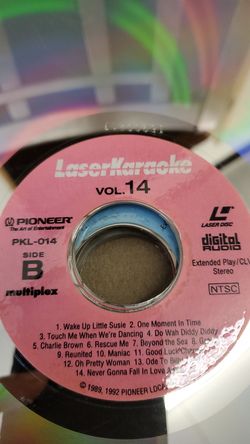 LaserKaraoke
VOL. 14
PIONEER
The Art of Entertainment
PKL-014
SIDE
B
multiplex
LASER DISC
digital
AUDIO
Extended Play/CLV
Stereo
NTSC
1. Wake Up Little Susie 2. One Moment In Time
3. Touch Me When We're Dancing 4. Do Wah Diddy Diddy
5. Charlie Brown 6. Rescue Me 7. Beyond the Sea 8.
9. Reunited 10. Maniac 11. Good Luck
12. Oh Pretty Woman 13. Ode To
14. Never Gonna Fall In Love
© 1989, 1992 PIONEER